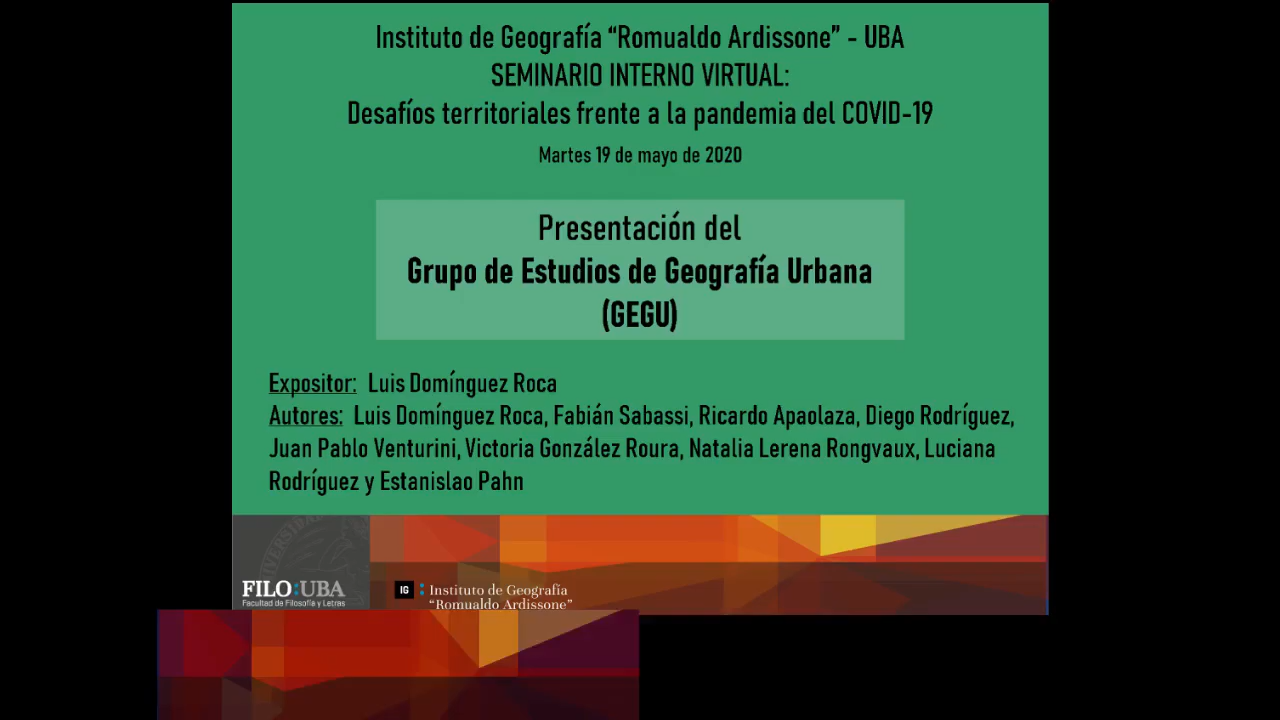 Instituto de Geografía “Romualdo Ardissone” - UBA
SEMINARIO INTERNO VIRTUAL:
Desafíos territoriales frente a la pandemia del COVID-19
Martes 19 de mayo de 2020
Presentación del
Grupo de Estudios de Geografía Urbana
(GEGU)
Expositor: Luis Domínguez Roca
Autores: Luis Domínguez Roca, Fabián Sabassi, Ricardo Apaolaza, Diego Rodríguez,
Juan Pablo Venturini, Victoria González Roura, Natalia Lerena Rongvaux, Luciana
Rodríguez y Estanislao Pahn
FILO:UBA
Facultad de Filosofía y Letras
IG : Instituto de Geografía
“Romualdo Ardissone”